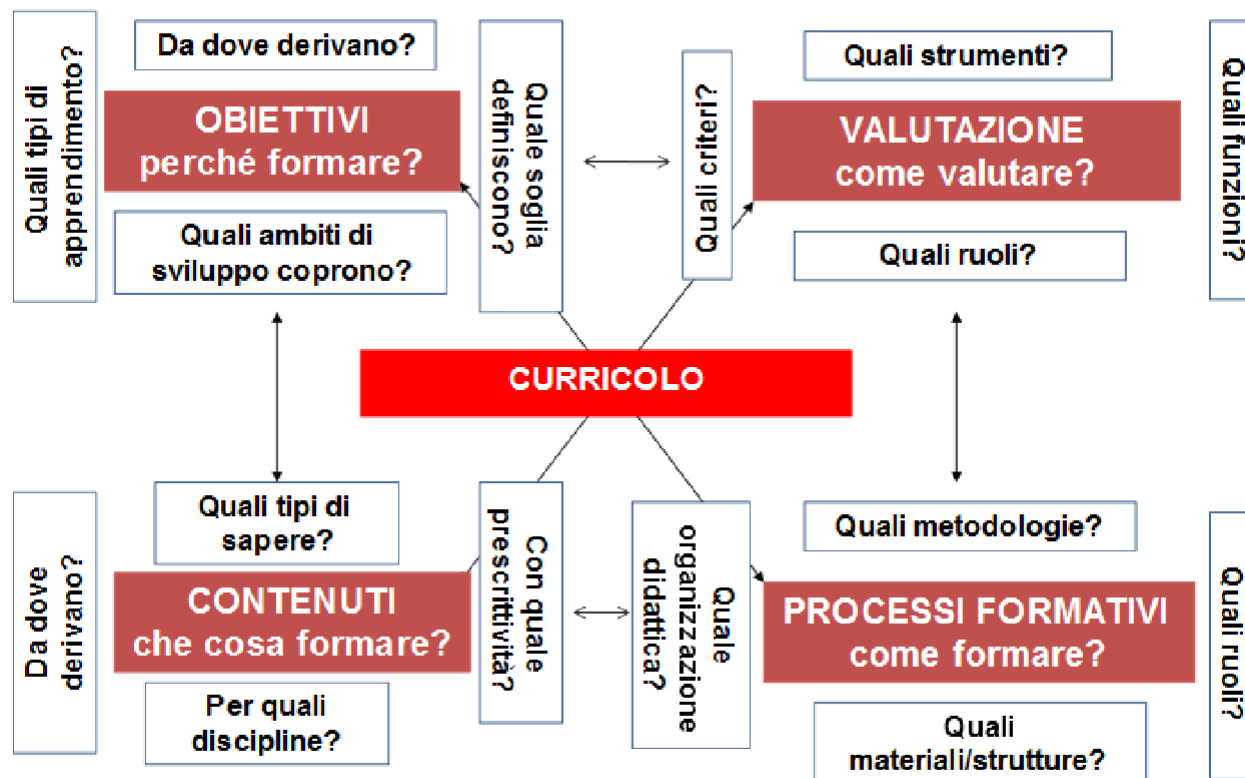 Quali tipi di
apprendimento?
Da dove derivano?
OBIETTIVI
perché formare?
Quali ambiti di
sviluppo coprono?
Quale soglia
definiscono?
Quali criteri?
Quali strumenti?
VALUTAZIONE
come valutare?
Quali ruoli?
Quali funzioni?
CURRICOLO
Da dove
derivano?
Quali tipi di
sapere?
CONTENUTI
che cosa formare?
Per quali
discipline?
Con quale
prescrittività?
Quale
organizzazione
didattica?
Quali metodologie?
PROCESSI FORMATIVI
come formare?
Quali
materiali/strutture?
Quali ruoli?